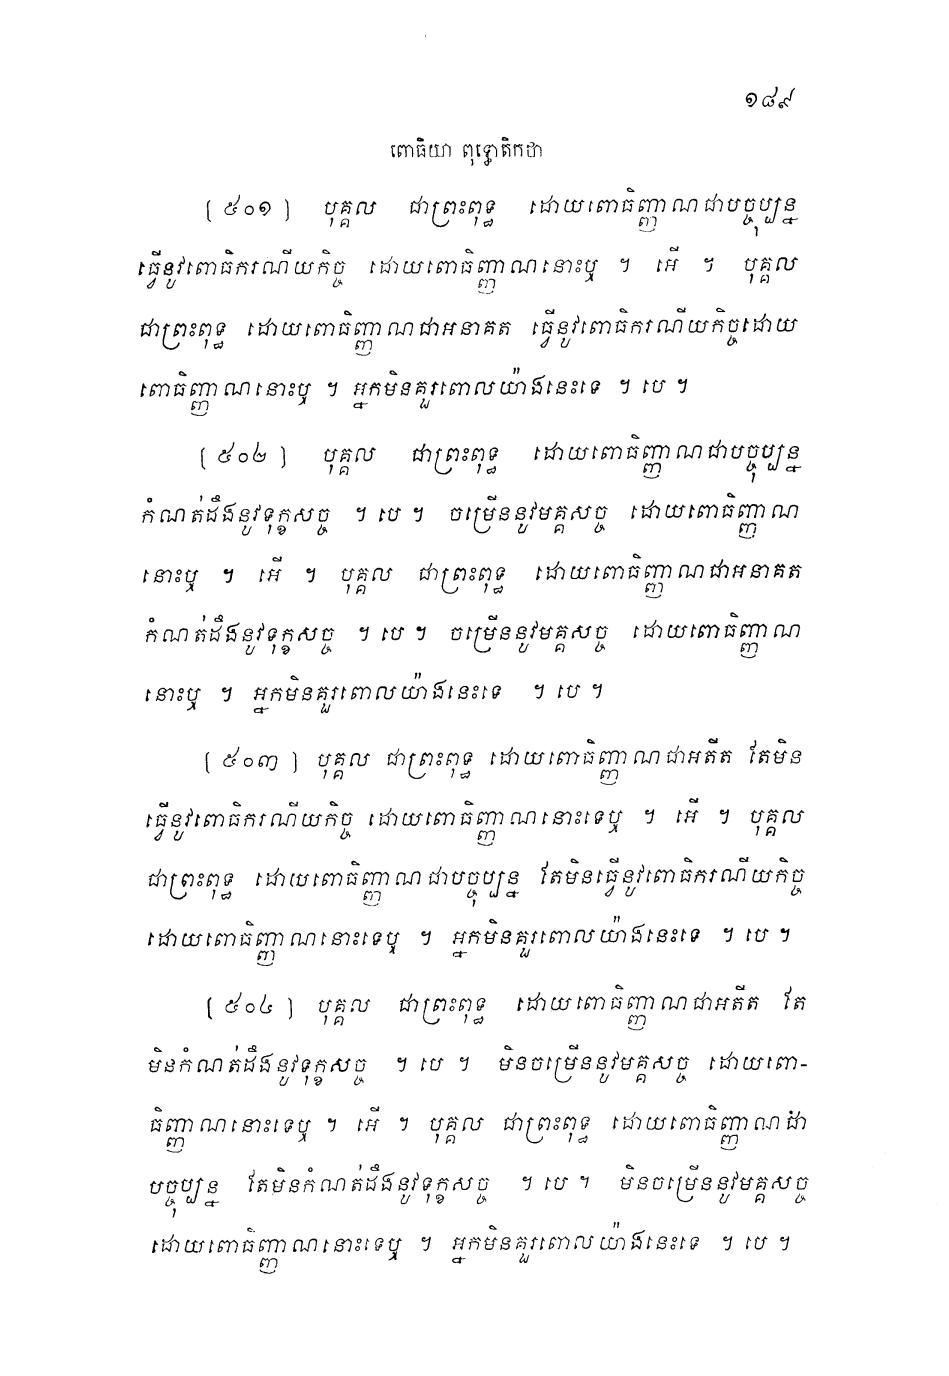 ១៨៩
ពោធិយា ពុទ្ធោតិកថា
[ ៥០១ ] បុគ្គល ជាព្រះពុទ្ធ ដោយពោធិញ្ញាណជាបច្ចុប្បន្ន
ធ្វើនូវពោធិករណីយកិច្ច ដោយពោធិញ្ញាណនោះឬ ។ អើ ។ បុគ្គល
ជាព្រះពុទ្ធ ដោយពោធិញ្ញាណជាអនាគត ធ្វើនូវពោធិករណីយកិច្ចដោយ
ពោធិញ្ញាណនោះឬ ។ អ្នកមិនគួរពោលយ៉ាងនេះទេ ។ បេ ។
[ ៥០២ ] បុគ្គល ជាព្រះពុទ្ធ ដោយពោធិញ្ញាណជាបច្ចុប្បន្ន
កំណត់ដឹងនូវទុក្ខសច្ច ។ បេ ។ ចម្រើននូវមគ្គសច្ច ដោយពោធិញ្ញាណ
នោះឬ ។ អើ ។ បុគ្គល ជាព្រះពុទ្ធ ដោយពោធិញ្ញាណជាអនាគត
កំណត់ដឹងនូវទុក្ខសច្ច ។ បេ ។ ចម្រើននូវមគ្គសច្ច ដោយពោធិញ្ញាណ
នោះឬ ។ អ្នកមិនគួរពោលយ៉ាងនេះទេ ។ បេ ។
[ ៥០៣ ] បុគ្គល ជាព្រះពុទ្ធ ដោយពោធិញ្ញាណជាអតីត តែមិន
ធ្វើនូវពោធិករណីយកិច្ច ដោយពោធិញ្ញាណនោះទេឬ ។ អើ ។ បុគ្គល
ជាព្រះពុទ្ធ ដោយពោធិញ្ញាណជាបច្ចុប្បន្ន តែមិនធ្វើនូវពោធិករណីយកិច្ច
ដោយពោធិញ្ញាណនោះទេឬ ។ អ្នកមិនគួរពោលយ៉ាងនេះទេ ។ បេ ។
[ ៥០៤ ] បុគ្គល ជាព្រះពុទ្ធ ដោយពោធិញ្ញាណជាអតីត តែ
មិនកំណត់ដឹងនូវទុក្ខសច្ច ។ បេ ។ មិនចម្រើននូវមគ្គសច្ច ដោយពោ-
ធិញ្ញាណនោះទេឬ ។ អើ ។ បុគ្គល ជាព្រះពុទ្ធ ដោយពោធិញ្ញាណជា
បច្ចុប្បន្ន តែមិនកំណត់ដឹងនូវទុក្ខសច្ច ។ បេ ។ មិនចម្រើននូវមគ្គសច្ច
ដោយពោធិញ្ញាណនោះទេឬ ។ អ្នកមិនគួរពោលយ៉ាងនេះទេ ។ បេ ។